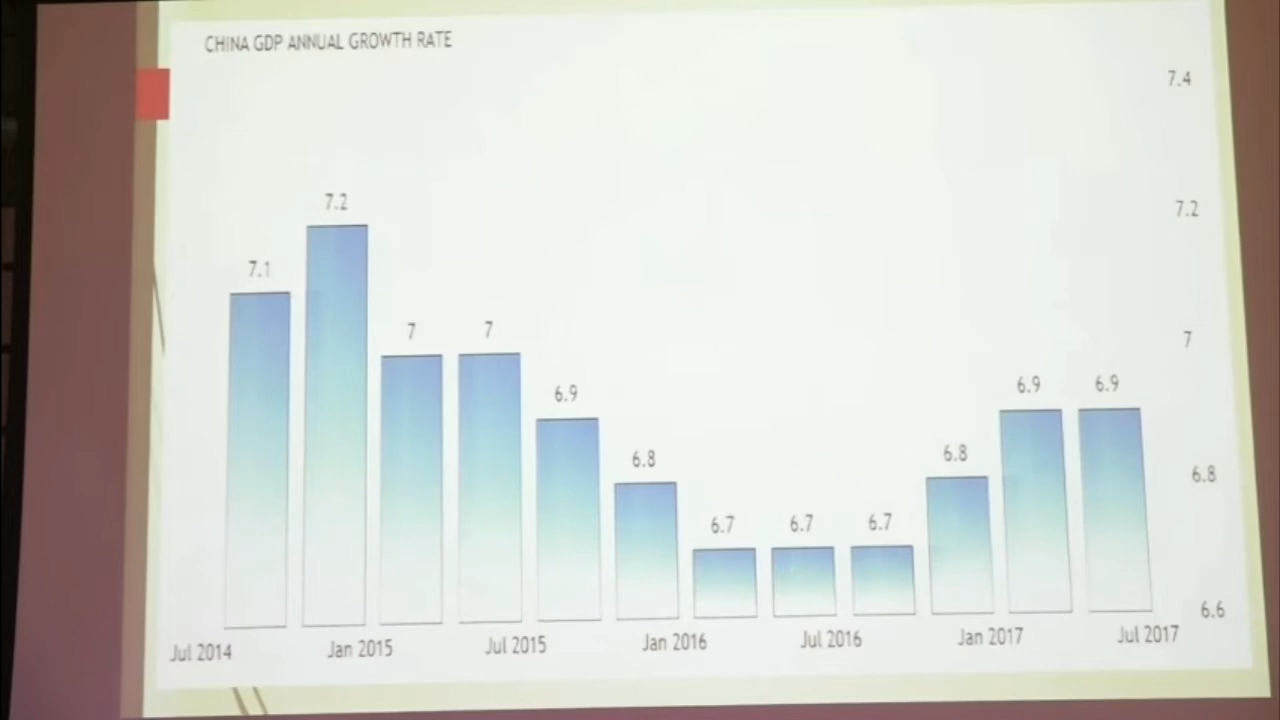 CHINA GDP ANNUAL GROWTH RATE
7.4
7.2
7.2
7.1
7
7
7
6.9
6.9
6.9
6.8
6.8
6.8
6.7
6.7
6.7
6.6
Jul 2014
Jan 2015
Jul 2015
Jan 2016
Jul 2016
Jan 2017
Jul 2017